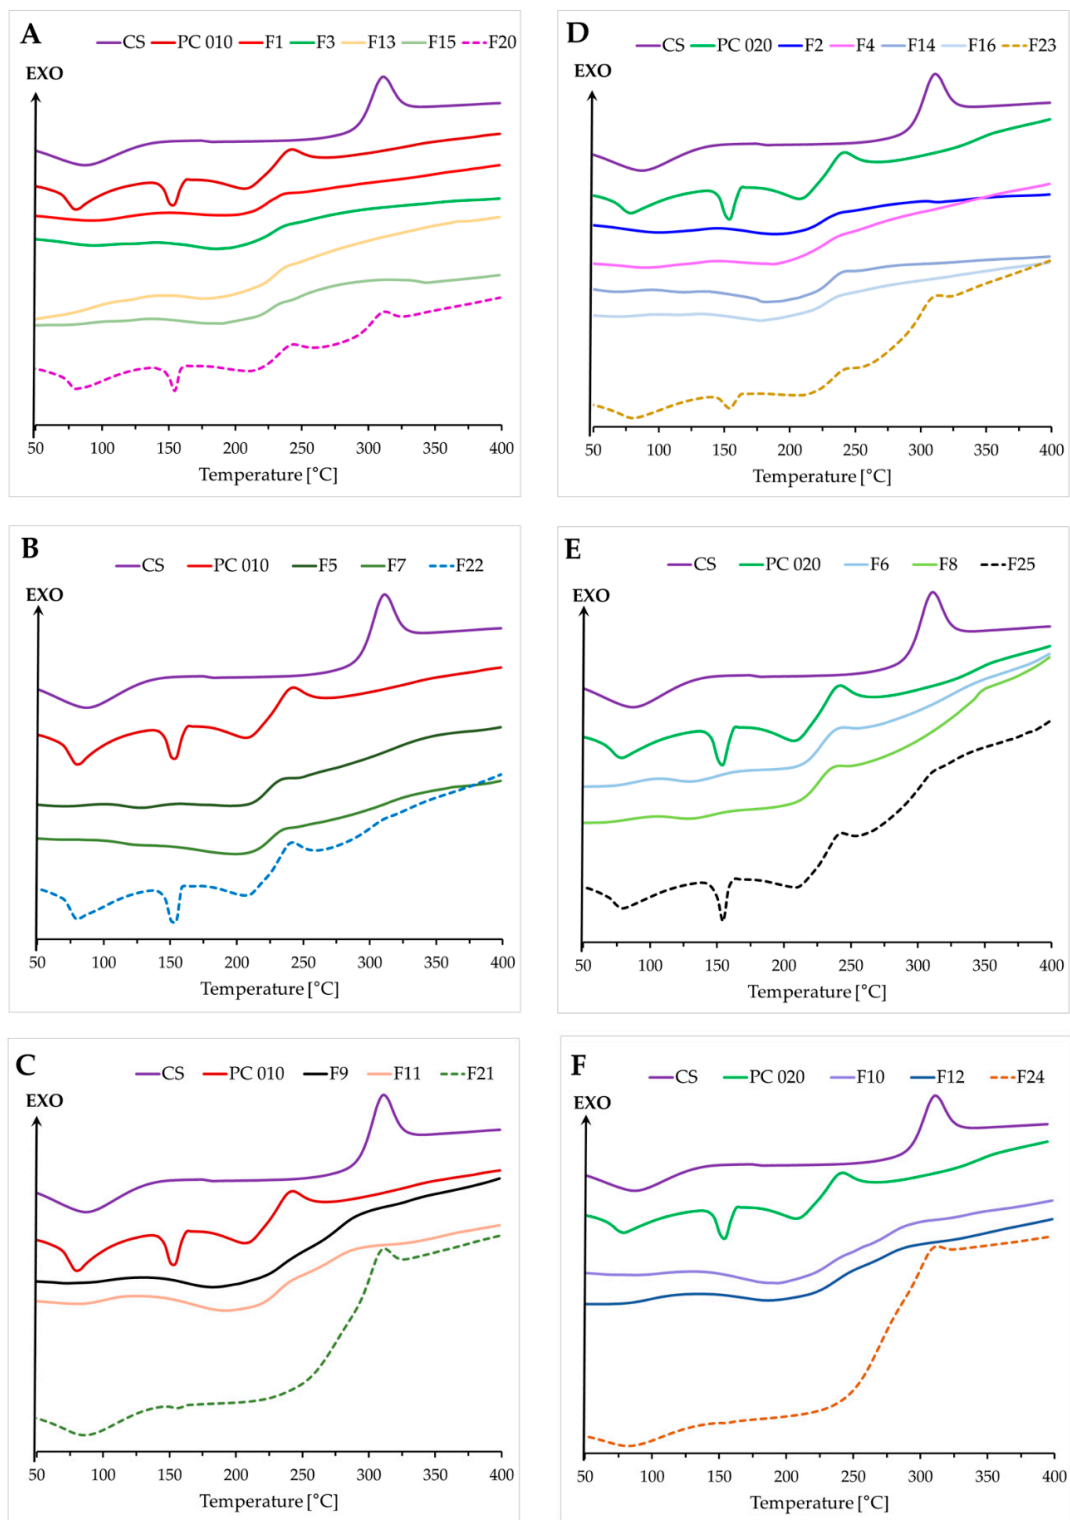 A
CS PC 010 F1 F3 F13 F15 F20
EXO
50 100 150 200 250 300 350 400
Temperature [°C]
D
CS PC 020 F2 F4 F14 F16 F23
EXO
50 100 150 200 250 300 350 400
Temperature [°C]
B
CS PC 010 F5 F7 F22
EXO
50 100 150 200 250 300 350 400
Temperature [°C]
E
CS PC 020 F6 F8 F25
EXO
50 100 150 200 250 300 350 400
Temperature [°C]
C
CS PC 010 F9 F11 F21
EXO
50 100 150 200 250 300 350 400
Temperature [°C]
F
CS PC 020 F10 F12 F24
EXO
50 100 150 200 250 300 350 400
Temperature [°C]